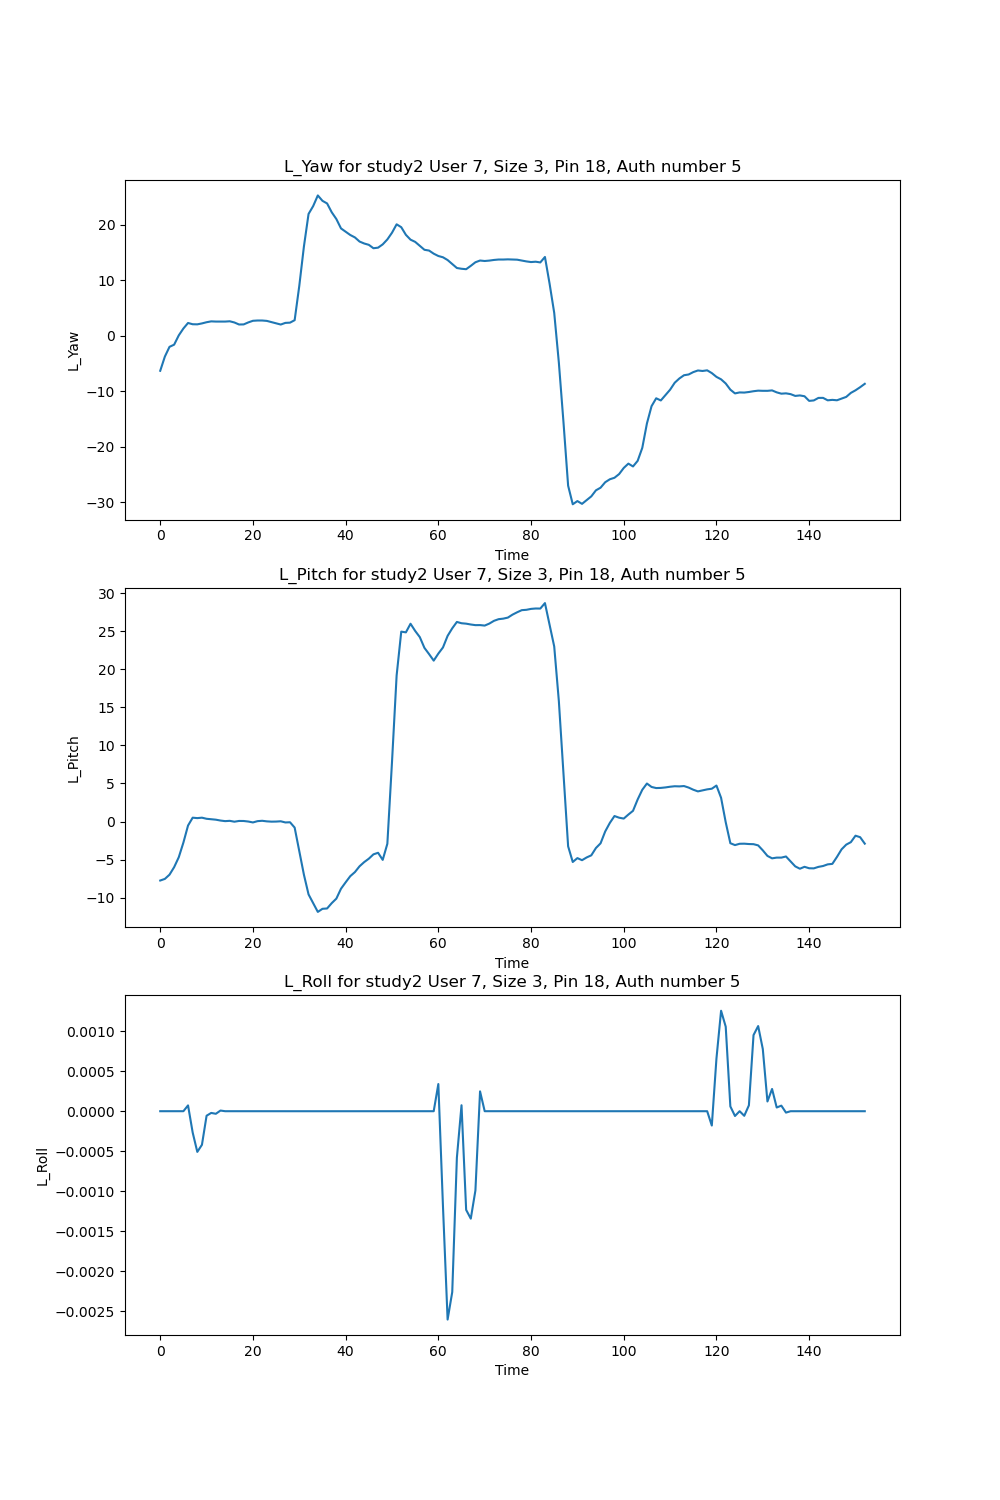 L_Yaw for study2 User 7, Size 3, Pin 18, Auth number 5
20
10
0
−10
−20
−30
L_Yaw
0 20 40 60 80 100 120 140
Time
L_Pitch for study2 User 7, Size 3, Pin 18, Auth number 5
30
25
20
15
10
5
0
−5
−10
L_Pitch
0 20 40 60 80 100 120 140
Time
L_Roll for study2 User 7, Size 3, Pin 18, Auth number 5
0.0010
0.0005
0.0000
−0.0005
−0.0010
−0.0015
−0.0020
−0.0025
L_Roll
0 20 40 60 80 100 120 140
Time